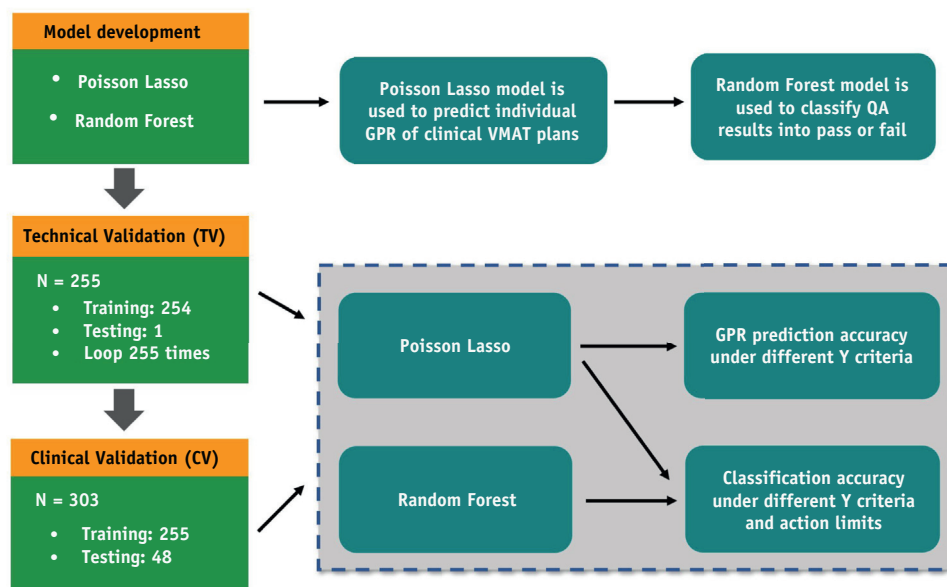 Model development
• Poisson Lasso
• Random Forest
Poisson Lasso model is
used to predict individual
GPR of clinical VMAT plans
Random Forest model is
used to classify QA
results into pass or fail
Technical Validation (TV)
N = 255
• Training: 254
• Testing: 1
• Loop 255 times
Poisson Lasso
GPR prediction accuracy
under different Y criteria
Clinical Validation (CV)
N = 303
• Training: 255
• Testing: 48
Random Forest
Classification accuracy
under different Y criteria
and action limits